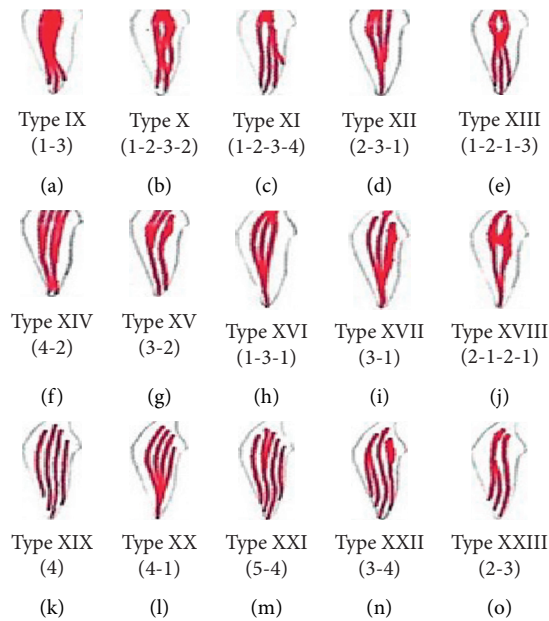 Type IX
(1-3)
Type X
(1-2-3-2)
Type XI
(1-2-3-4)
Type XII
(2-3-1)
Type XIII
(1-2-1-3)
(a)
(b)
(c)
(d)
(e)
Type XIV
(4-2)
Type XV
(3-2)
Type XVI
(1-3-1)
Type XVII
(3-1)
Type XVIII
(2-1-2-1)
(f)
(g)
(h)
(i)
(j)
Type XIX
(4)
Type XX
(4-1)
Type XXI
(5-4)
Type XXII
(3-4)
Type XXIII
(2-3)
(k)
(l)
(m)
(n)
(o)